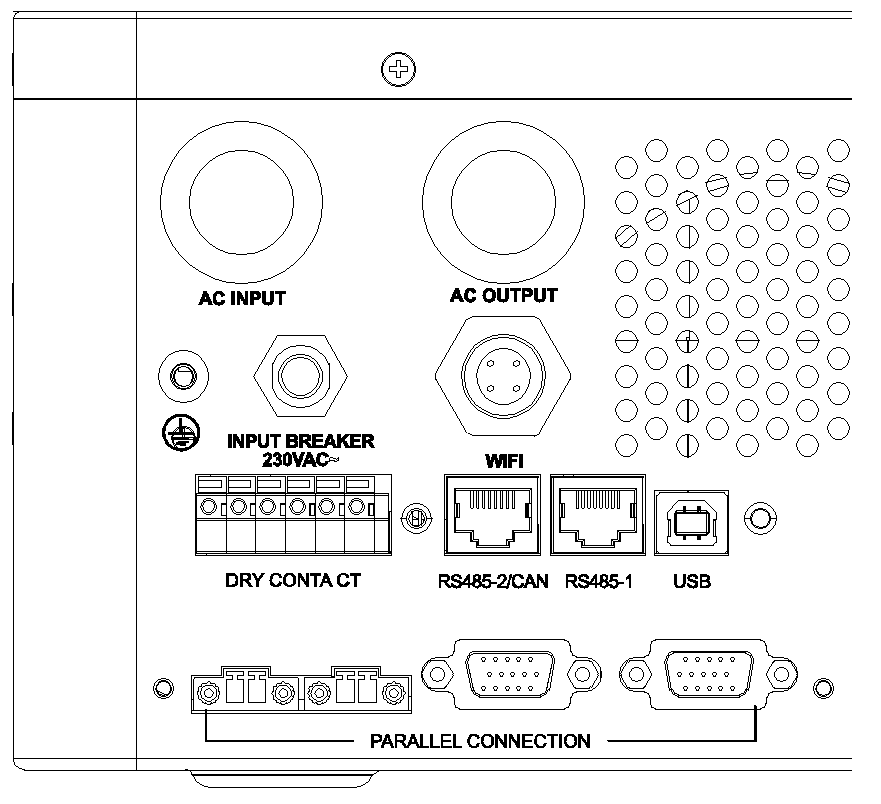 AC INPUT
AC OUTPUT
INPUT BREAKER
230VAC~
WIFI
DRY CONTA CT
RS485-2/CAN
RS485-1
USB
PARALLEL CONNECTION